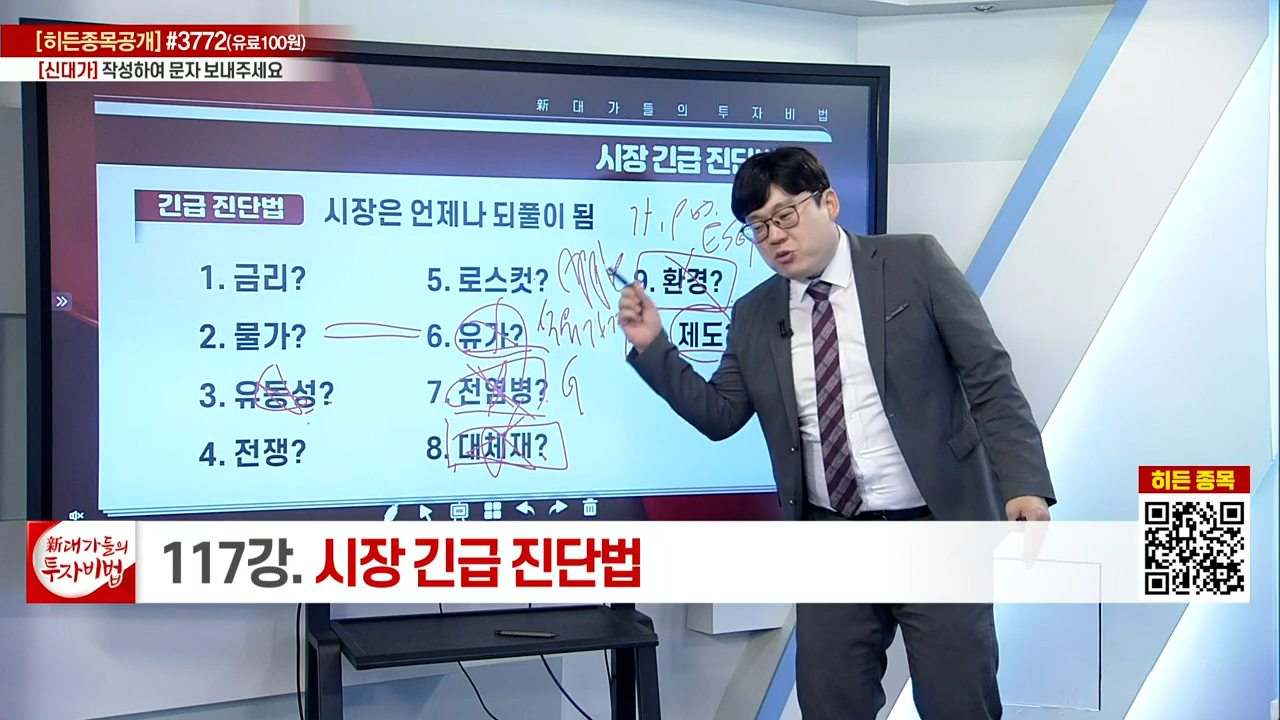 [히든종목공개] #3772(유료100원)
[신대가] 작성하여 문자 보내주세요
新 대 가 들 의 투 자 비 법
시장 긴급 진단
긴급 진단법 시장은 언제나 되풀이 됨
1. 금리?
2. 물가?
3. 유동성?
4. 전쟁?
5. 로스컷?
6. 유가?
7. 전염병?
8. 대체재?
9. 환경?
제도?
ESG
G
히든 종목
新대가들의
투자비법
117강. 시장 긴급 진단법